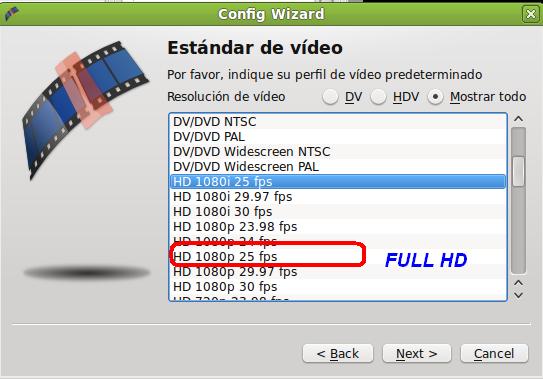 Config Wizard
Estándar de vídeo
Por favor, indique su perfil de vídeo predeterminado
Resolución de vídeo DV HDV Mostrar todo
DV/DVD NTSC
DV/DVD PAL
DV/DVD Widescreen NTSC
DV/DVD Widescreen PAL
HD 1080i 25 fps
HD 1080i 29.97 fps
HD 1080i 30 fps
HD 1080p 23.98 fps
HD 1080p 24 fps
HD 1080p 25 fps
FULL HD
HD 1080p 29.97 fps
HD 1080p 30 fps
HD 720p 23.98 fps
< Back Next > Cancel